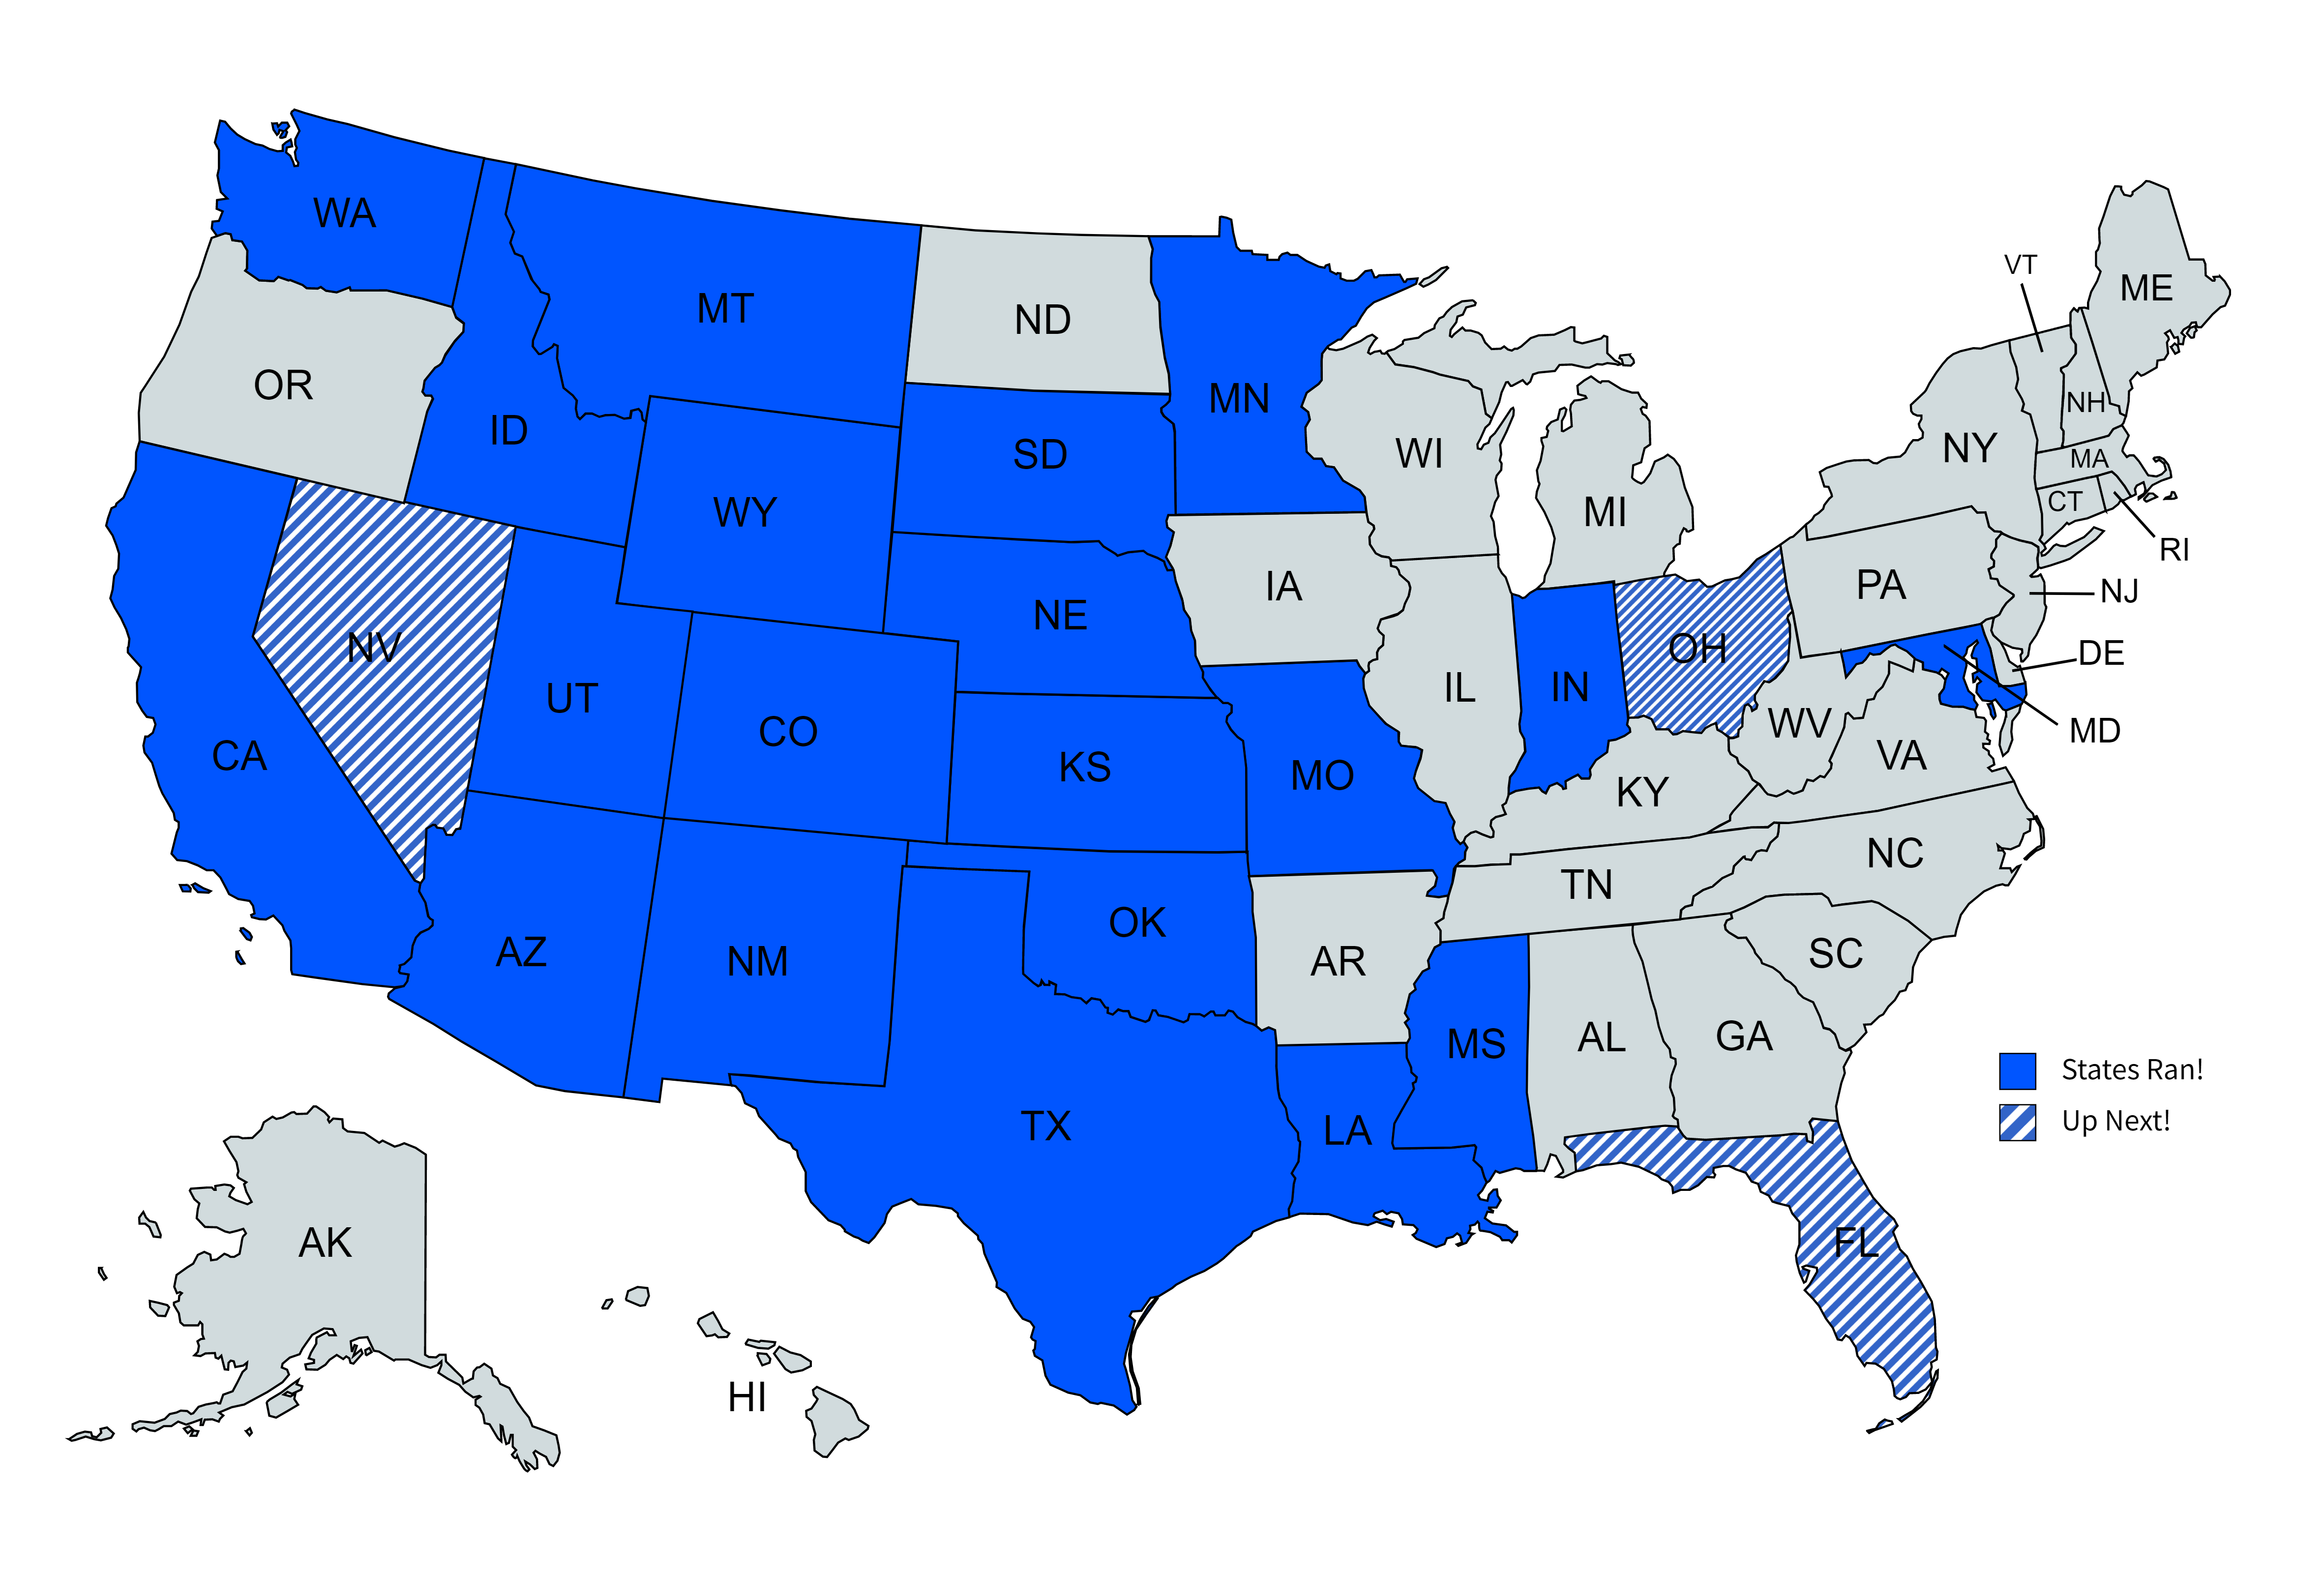 WA
MT
ND
MN
OR
ID
SD
WY
WI
MI
VT
ME
NH
NY
MA
CT
RI
NV
NE
IA
PA
NJ
OH
DE
UT
CO
IL
IN
WV
MD
CA
KS
MO
VA
KY
NC
TN
AZ
NM
OK
AR
SC
MS
AL
GA
TX
LA
States Ran!
Up Next!
AK
FL
HI